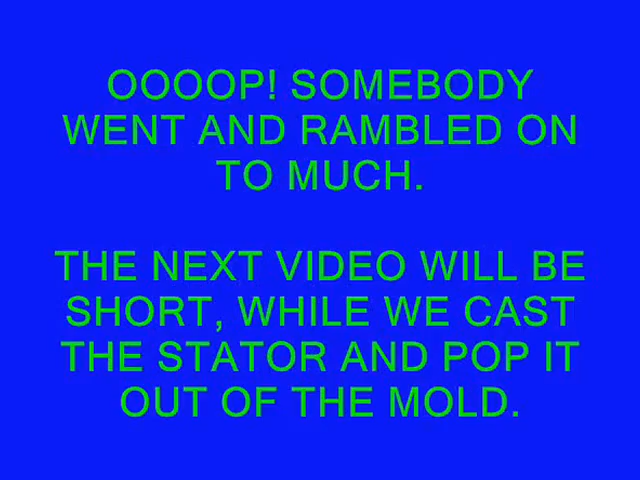 OOOOP! SOMEBODY
WENT AND RAMBLED ON
TO MUCH.
THE NEXT VIDEO WILL BE
SHORT, WHILE WE CAST
THE STATOR AND POP IT
OUT OF THE MOLD.